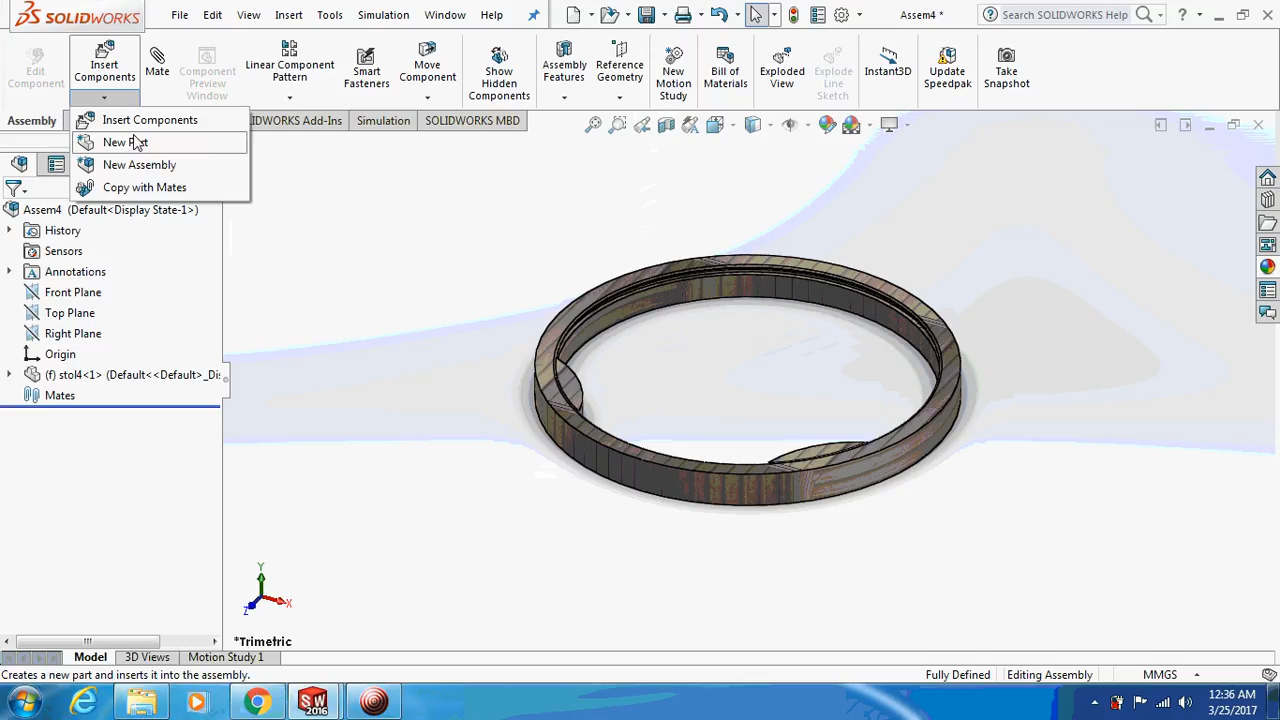 SOLIDWORKS
File
Edit
View
Insert
Tools
Simulation
Window
Help
Assem4 *
Search SOLIDWORKS Help
Edit
Component
Insert
Components
Mate
Component
Preview
Window
Linear Component
Pattern
Smart
Fasteners
Move
Component
Show
Hidden
Components
Assembly
Features
Reference
Geometry
New
Motion
Study
Bill of
Materials
Exploded
View
Explode
Line
Sketch
Instant3D
Update
Speedpak
Take
Snapshot
Assembly
IDWORKS Add-Ins
Simulation
SOLIDWORKS MBD
Insert Components
New Part
New Assembly
Copy with Mates
Assem4 (Default<Display State-1>)
History
Sensors
Annotations
Front Plane
Top Plane
Right Plane
Origin
(f) stol4<1> (Default<<Default>_Dis
Mates
Y
X
Z
*Trimetric
Model
3D Views
Motion Study 1
Creates a new part and inserts it into the assembly.
Fully Defined
Editing Assembly
MMGS
SW
2016
12:36 AM
3/25/2017